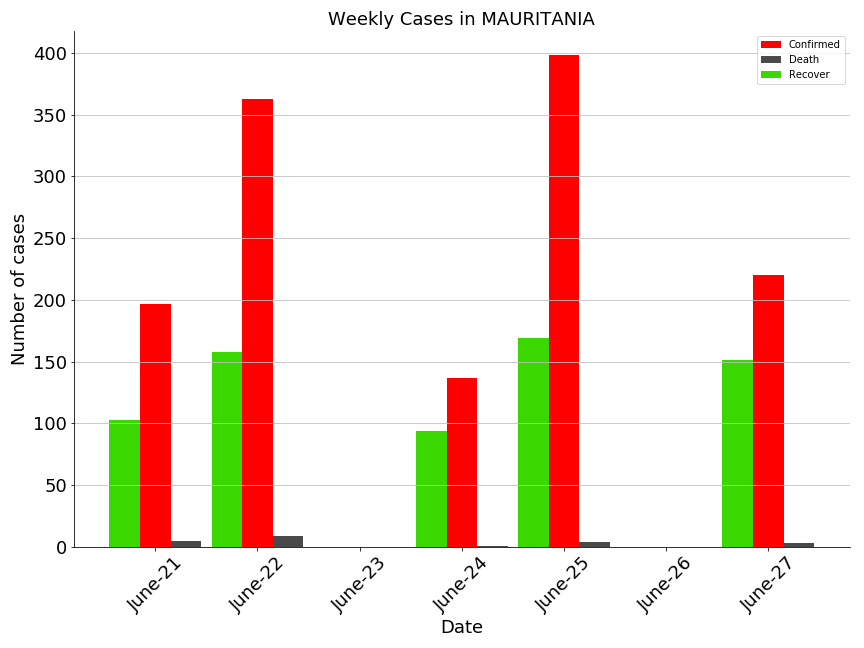 Weekly Cases in MAURITANIA
Confirmed
Death
Recover
Number of cases
400
350
300
250
200
150
100
50
0
June-21
June-22
June-23
June-24
June-25
June-26
June-27
Date